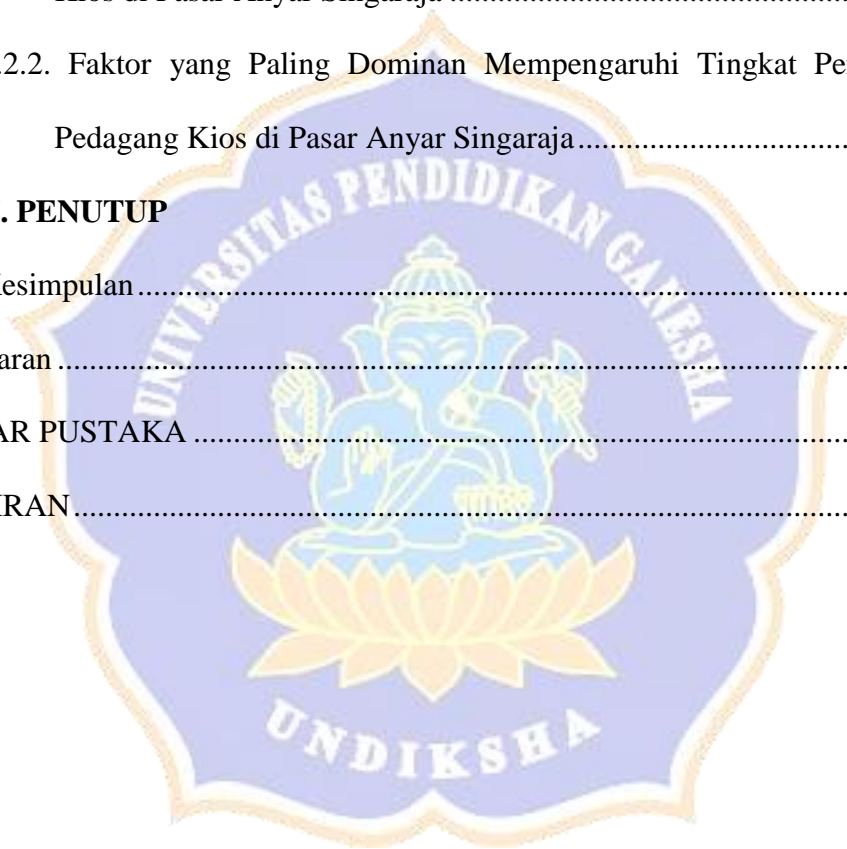 Kios di Pasar Anyar Singaraja ................................................
.2.2. Faktor yang Paling Dominan Mempengaruhi Tingkat Pe
Pedagang Kios di Pasar Anyar Singaraja ..................................
. PENUTUP
esimpulan ..........................................................................................
aran ....................................................................................................
AR PUSTAKA ...................................................................................
IRAN ..................................................................................................
UNIVERSITAS PENDIDIKAN GANESHA
UNDIKSHA